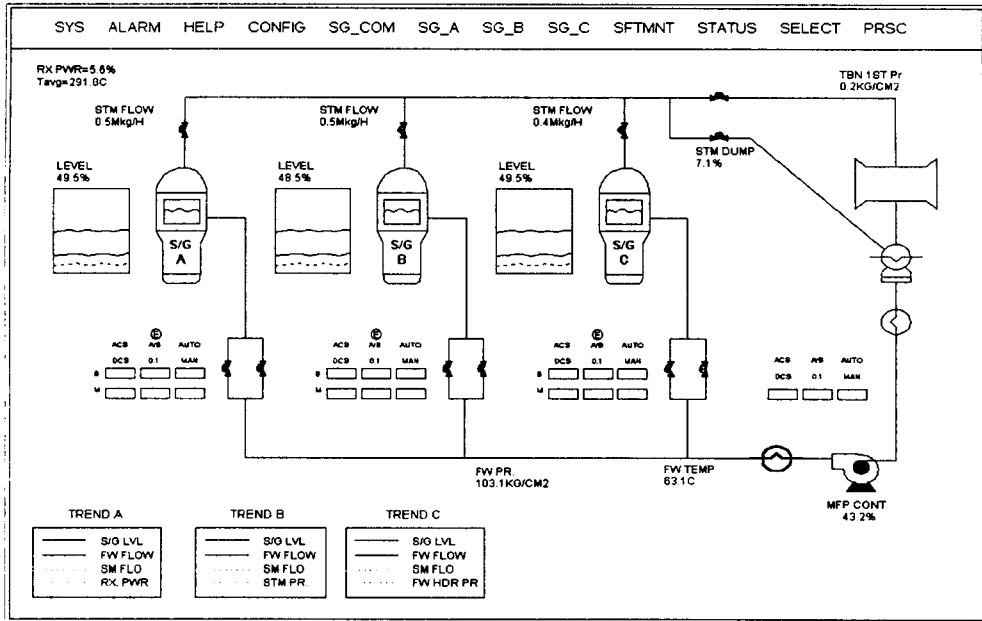 SYS ALARM HELP CONFIG SG_COM SG_A SG_B SG_C SFTMNT STATUS SELECT PRSC
RX PWR=5.6%
Tavg=291.8C
TBN 1ST Pr
0.2KG/CM2
STM FLOW
0.5Mkg/H
STM FLOW
0.5Mkg/H
STM FLOW
0.4Mkg/H
STM DUMP
7.1%
LEVEL
49.5%
LEVEL
48.5%
LEVEL
49.5%
S/G
A
S/G
B
S/G
C
E
ACS A/S AUTO
DCS 0.1 MAN
S
M
E
ACS A/S AUTO
DCS 0.1 MAN
B
M
E
ACS A/S AUTO
DCS 0.1 MAN
B
M
ACS A/S AUTO
DCS 0.1 MAN
FW PR.
103.1KG/CM2
FW TEMP
63.1C
MFP CONT
43.2%
TREND A
S/G LVL
FW FLOW
SM FLO
RX. PWR
TREND B
S/G LVL
FW FLOW
SM FLO
STM PR.
TREND C
S/G LVL
FW FLOW
SM FLO
FW HDR PR